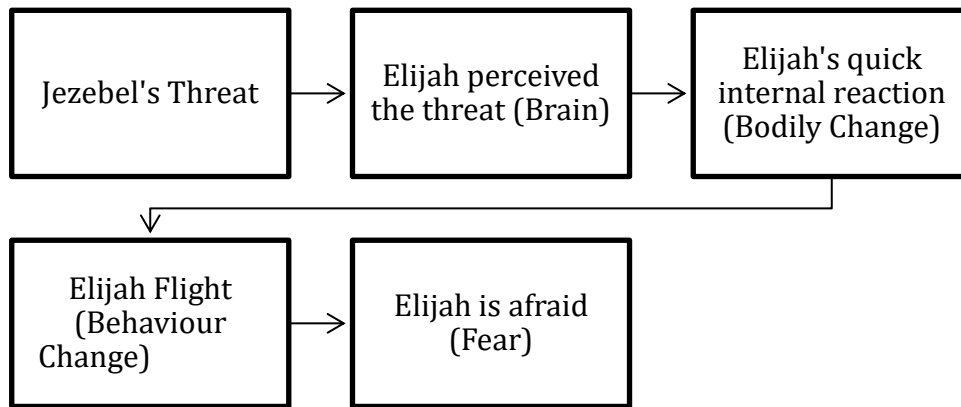 Jezebel's Threat
Elijah perceived
the threat (Brain)
Elijah's quick
internal reaction
(Bodily Change)
Elijah Flight
(Behaviour
Change)
Elijah is afraid
(Fear)